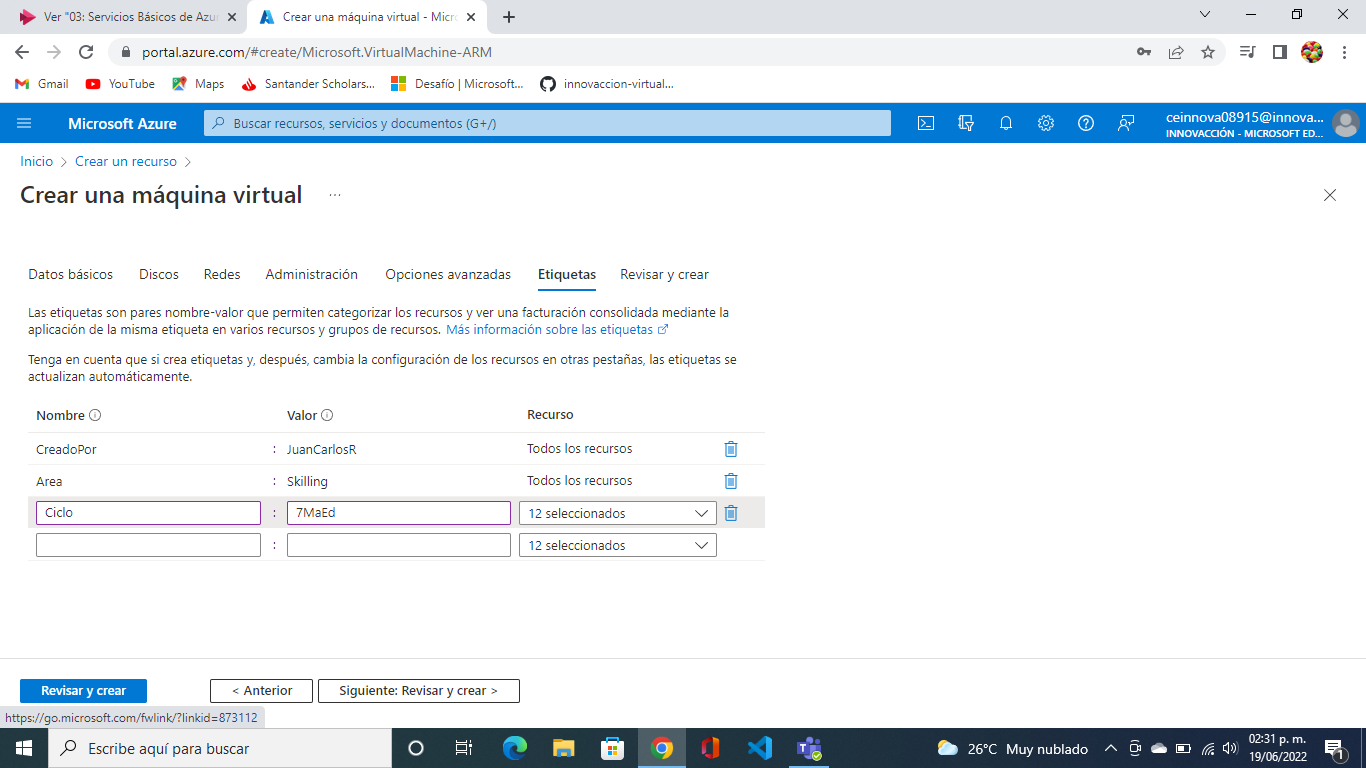 Ver "03: Servicios Básicos de Azur
Crear una máquina virtual - Micro
portal.azure.com/#create/Microsoft.VirtualMachine-ARM
Gmail
YouTube
Maps
Santander Scholars...
Desafío | Microsoft...
innovaccion-virtual...
Microsoft Azure
Buscar recursos, servicios y documentos (G+/)
ceinnova08915@innova...
INNOVACCIÓN - MICROSOFT ED...
Inicio > Crear un recurso >
Crear una máquina virtual ...
Datos básicos Discos Redes Administración Opciones avanzadas Etiquetas Revisar y crear
Las etiquetas son pares nombre-valor que permiten categorizar los recursos y ver una facturación consolidada mediante la
aplicación de la misma etiqueta en varios recursos y grupos de recursos. Más información sobre las etiquetas
Tenga en cuenta que si crea etiquetas y, después, cambia la configuración de los recursos en otras pestañas, las etiquetas se
actualizan automáticamente.
Nombre Valor Recurso
CreadoPor : JuanCarlosR Todos los recursos
Area : Skilling Todos los recursos
Ciclo : 7MaEd 12 seleccionados
: 12 seleccionados
Revisar y crear < Anterior Siguiente: Revisar y crear >
https://go.microsoft.com/fwlink/?linkid=873112
Escribe aquí para buscar
26°C Muy nublado
02:31 p. m.
19/06/2022
1